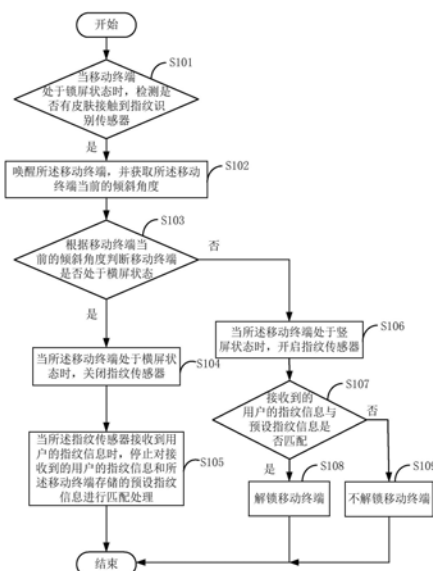 开始
S101
当移动终端
处于锁屏状态时，检测是
否有皮肤接触到指纹识
别传感器
是
S102
唤醒所述移动终端，并获取所述移动
终端当前的倾斜角度
S103
根据移动终端当
前的倾斜角度判断移动终端
是否处于横屏状态
否
是
S104
当所述移动终端处于横屏状
态时，关闭指纹传感器
S106
当所述移动终端处于竖
屏状态时，开启指纹传感器
S105
当所述指纹传感器接收到用
户的指纹信息时，停止对接
收到的用户的指纹信息和所
述移动终端存储的预设指纹
信息进行匹配处理
S107
接收到的
用户的指纹信息与
预设指纹信息是
否匹配
否
是
S108
解锁移动终端
S109
不解锁移动终端
结束